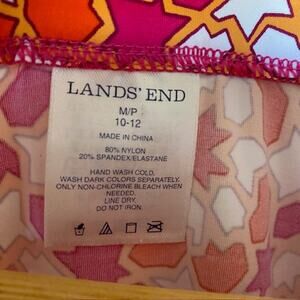 LANDS' END
M/P
10-12
MADE IN CHINA
80% NYLON
20% SPANDEX/ELASTANE
HAND WASH COLD.
WASH DARK COLORS SEPARATELY.
ONLY NON-CHLORINE BLEACH WHEN
NEEDED.
LINE DRY.
DO NOT IRON.